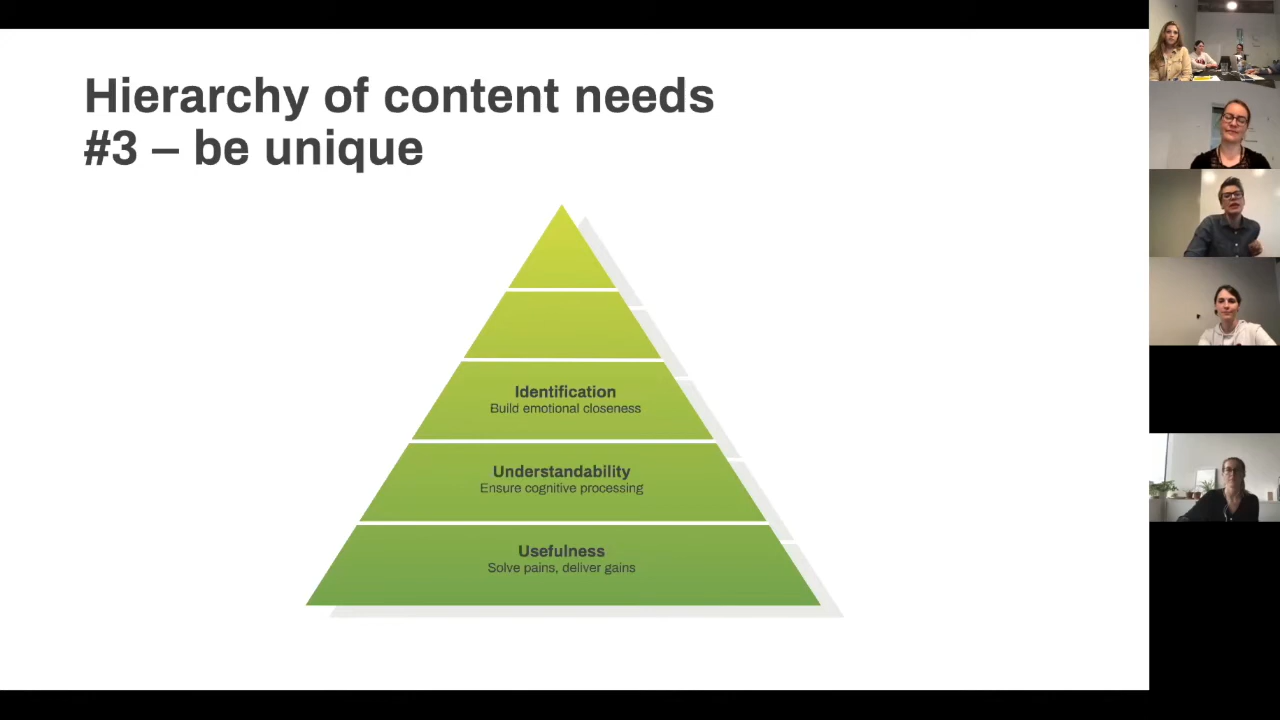 Hierarchy of content needs
#3 – be unique
Identification
Build emotional closeness
Understandability
Ensure cognitive processing
Usefulness
Solve pains, deliver gains